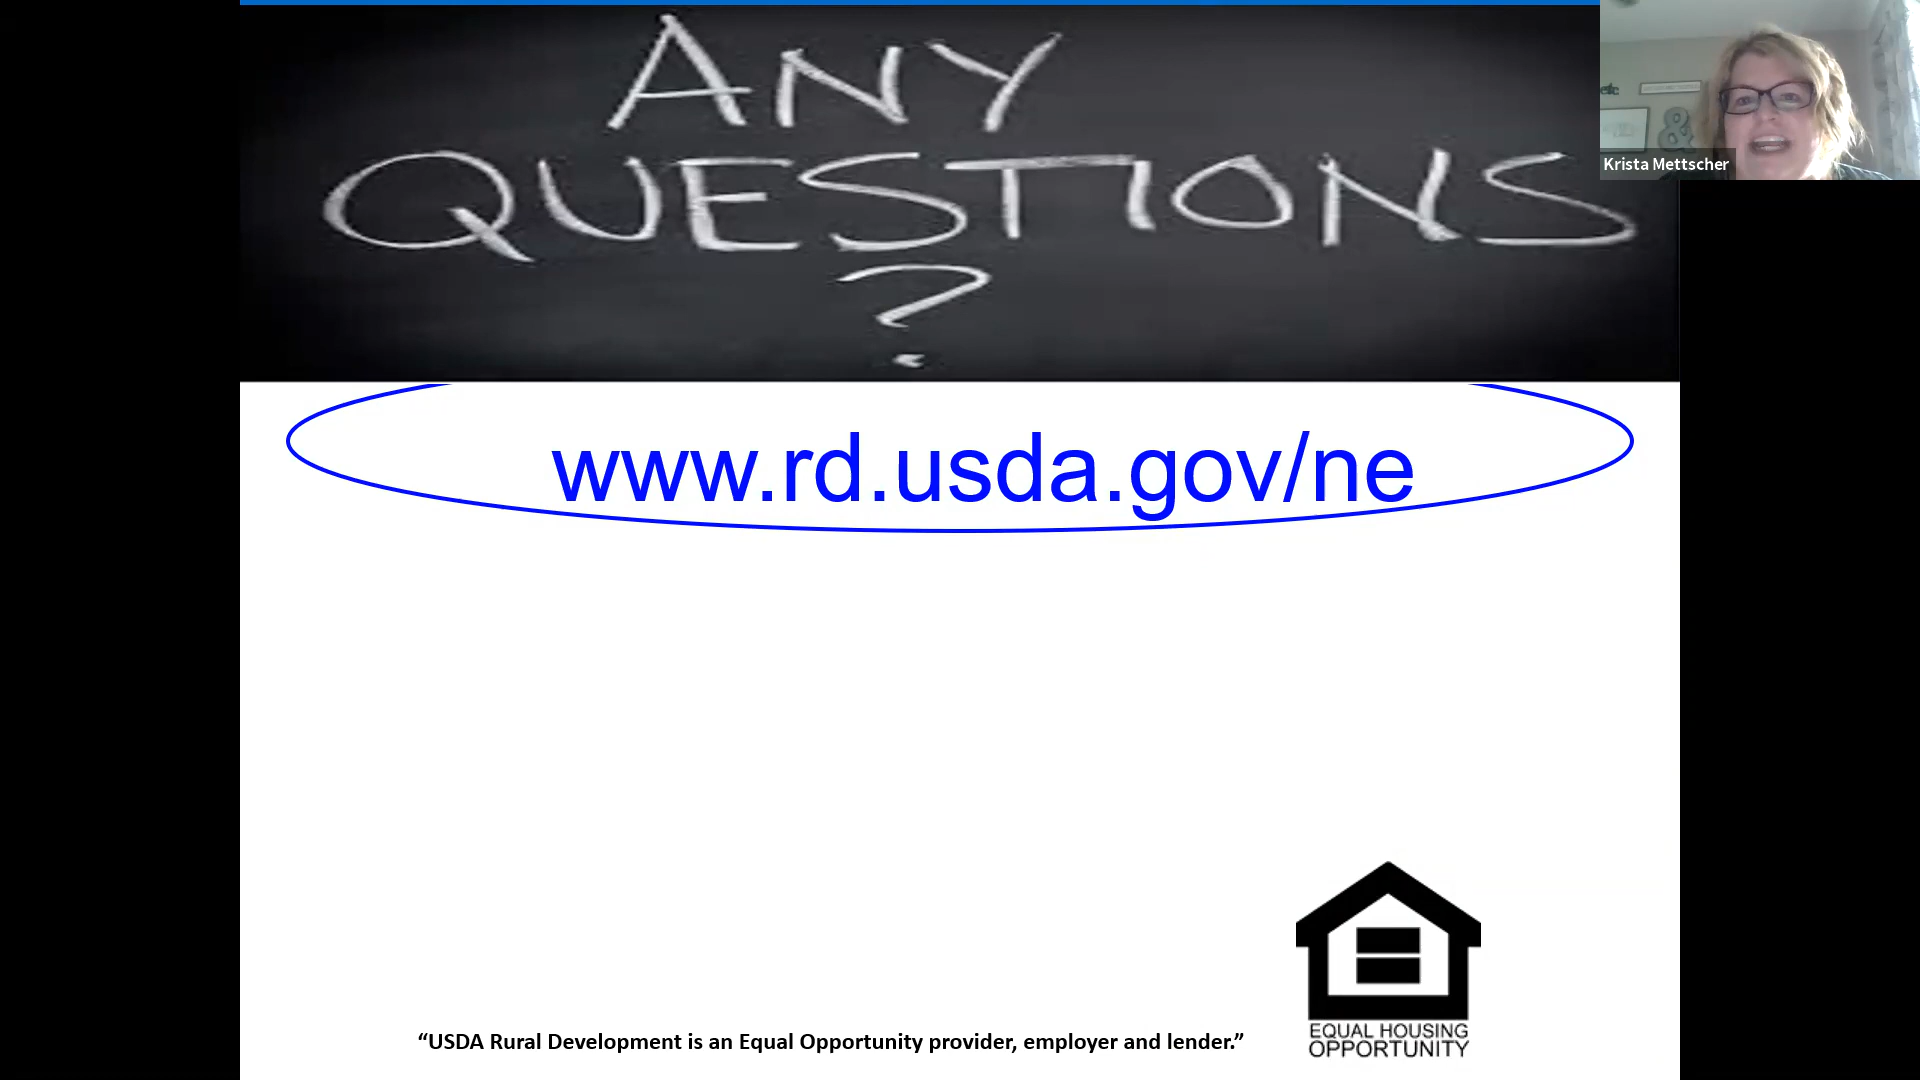 ANY
QUESTIONS
?
Krista Mettscher
www.rd.usda.gov/ne
“USDA Rural Development is an Equal Opportunity provider, employer and lender.”
EQUAL HOUSING
OPPORTUNITY